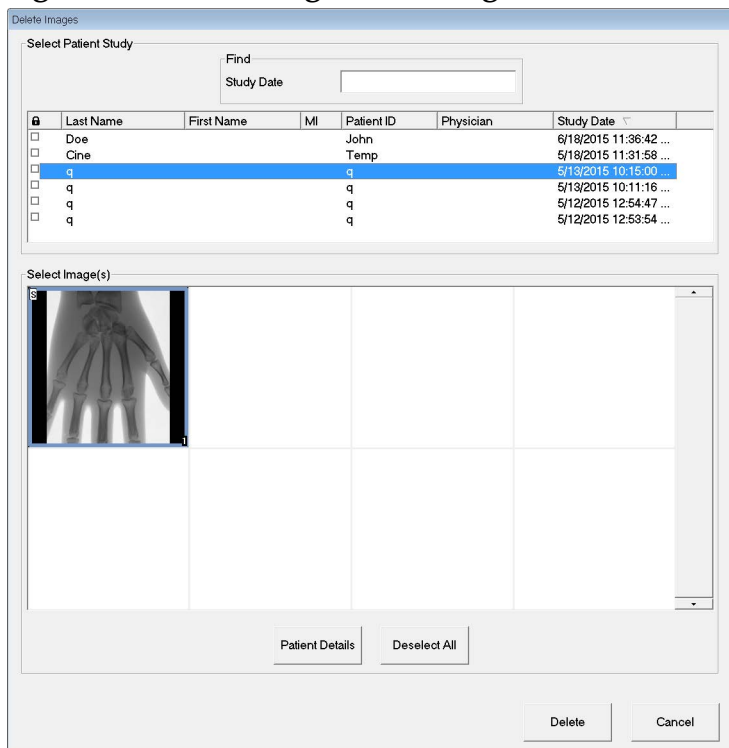 Delete Images
Select Patient Study
Find
Study Date
Last Name First Name MI Patient ID Physician Study Date
Doe John 6/18/2015 11:36:42 ...
Cine Temp 5/18/2015 11:31:58 ...
q q 5/13/2015 10:15:00 ...
q q 5/13/2015 10:11:16 ...
q q 5/12/2015 12:54:47 ...
q q 5/12/2015 12:53:54 ...
Select Image(s)
S
1
Patient Details Deselect All
Delete Cancel